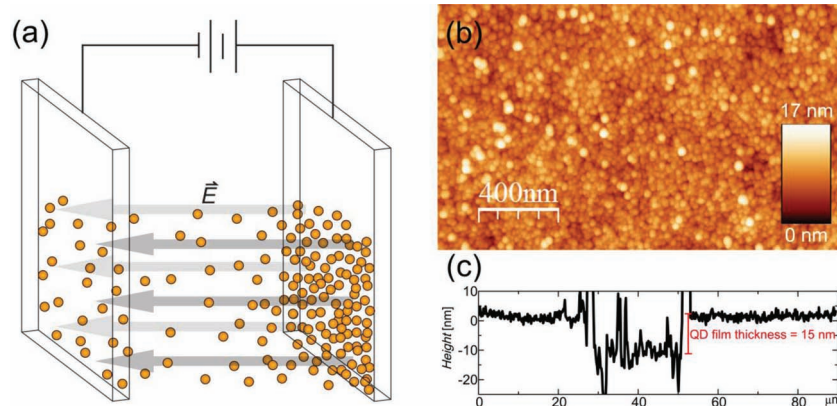 (a)
E
(b)
17 nm
400nm
0 nm
(c)
10
0
-10
-20
Height [nm]
QD film thickness = 15 nm
0
20
40
60
80
μm